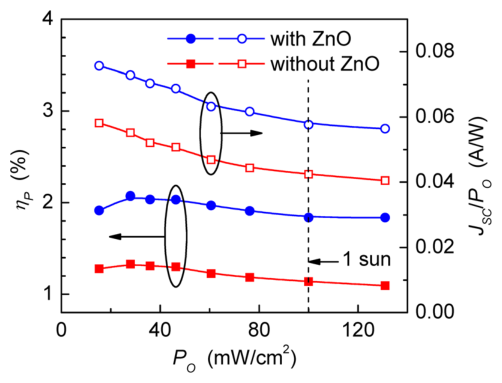 4
3
2
1
η_P (%)
with ZnO
without ZnO
1 sun
0.08
0.06
0.04
0.02
0.00
J_SC/P_O (A/W)
0
40
80
120
P_O (mW/cm²)